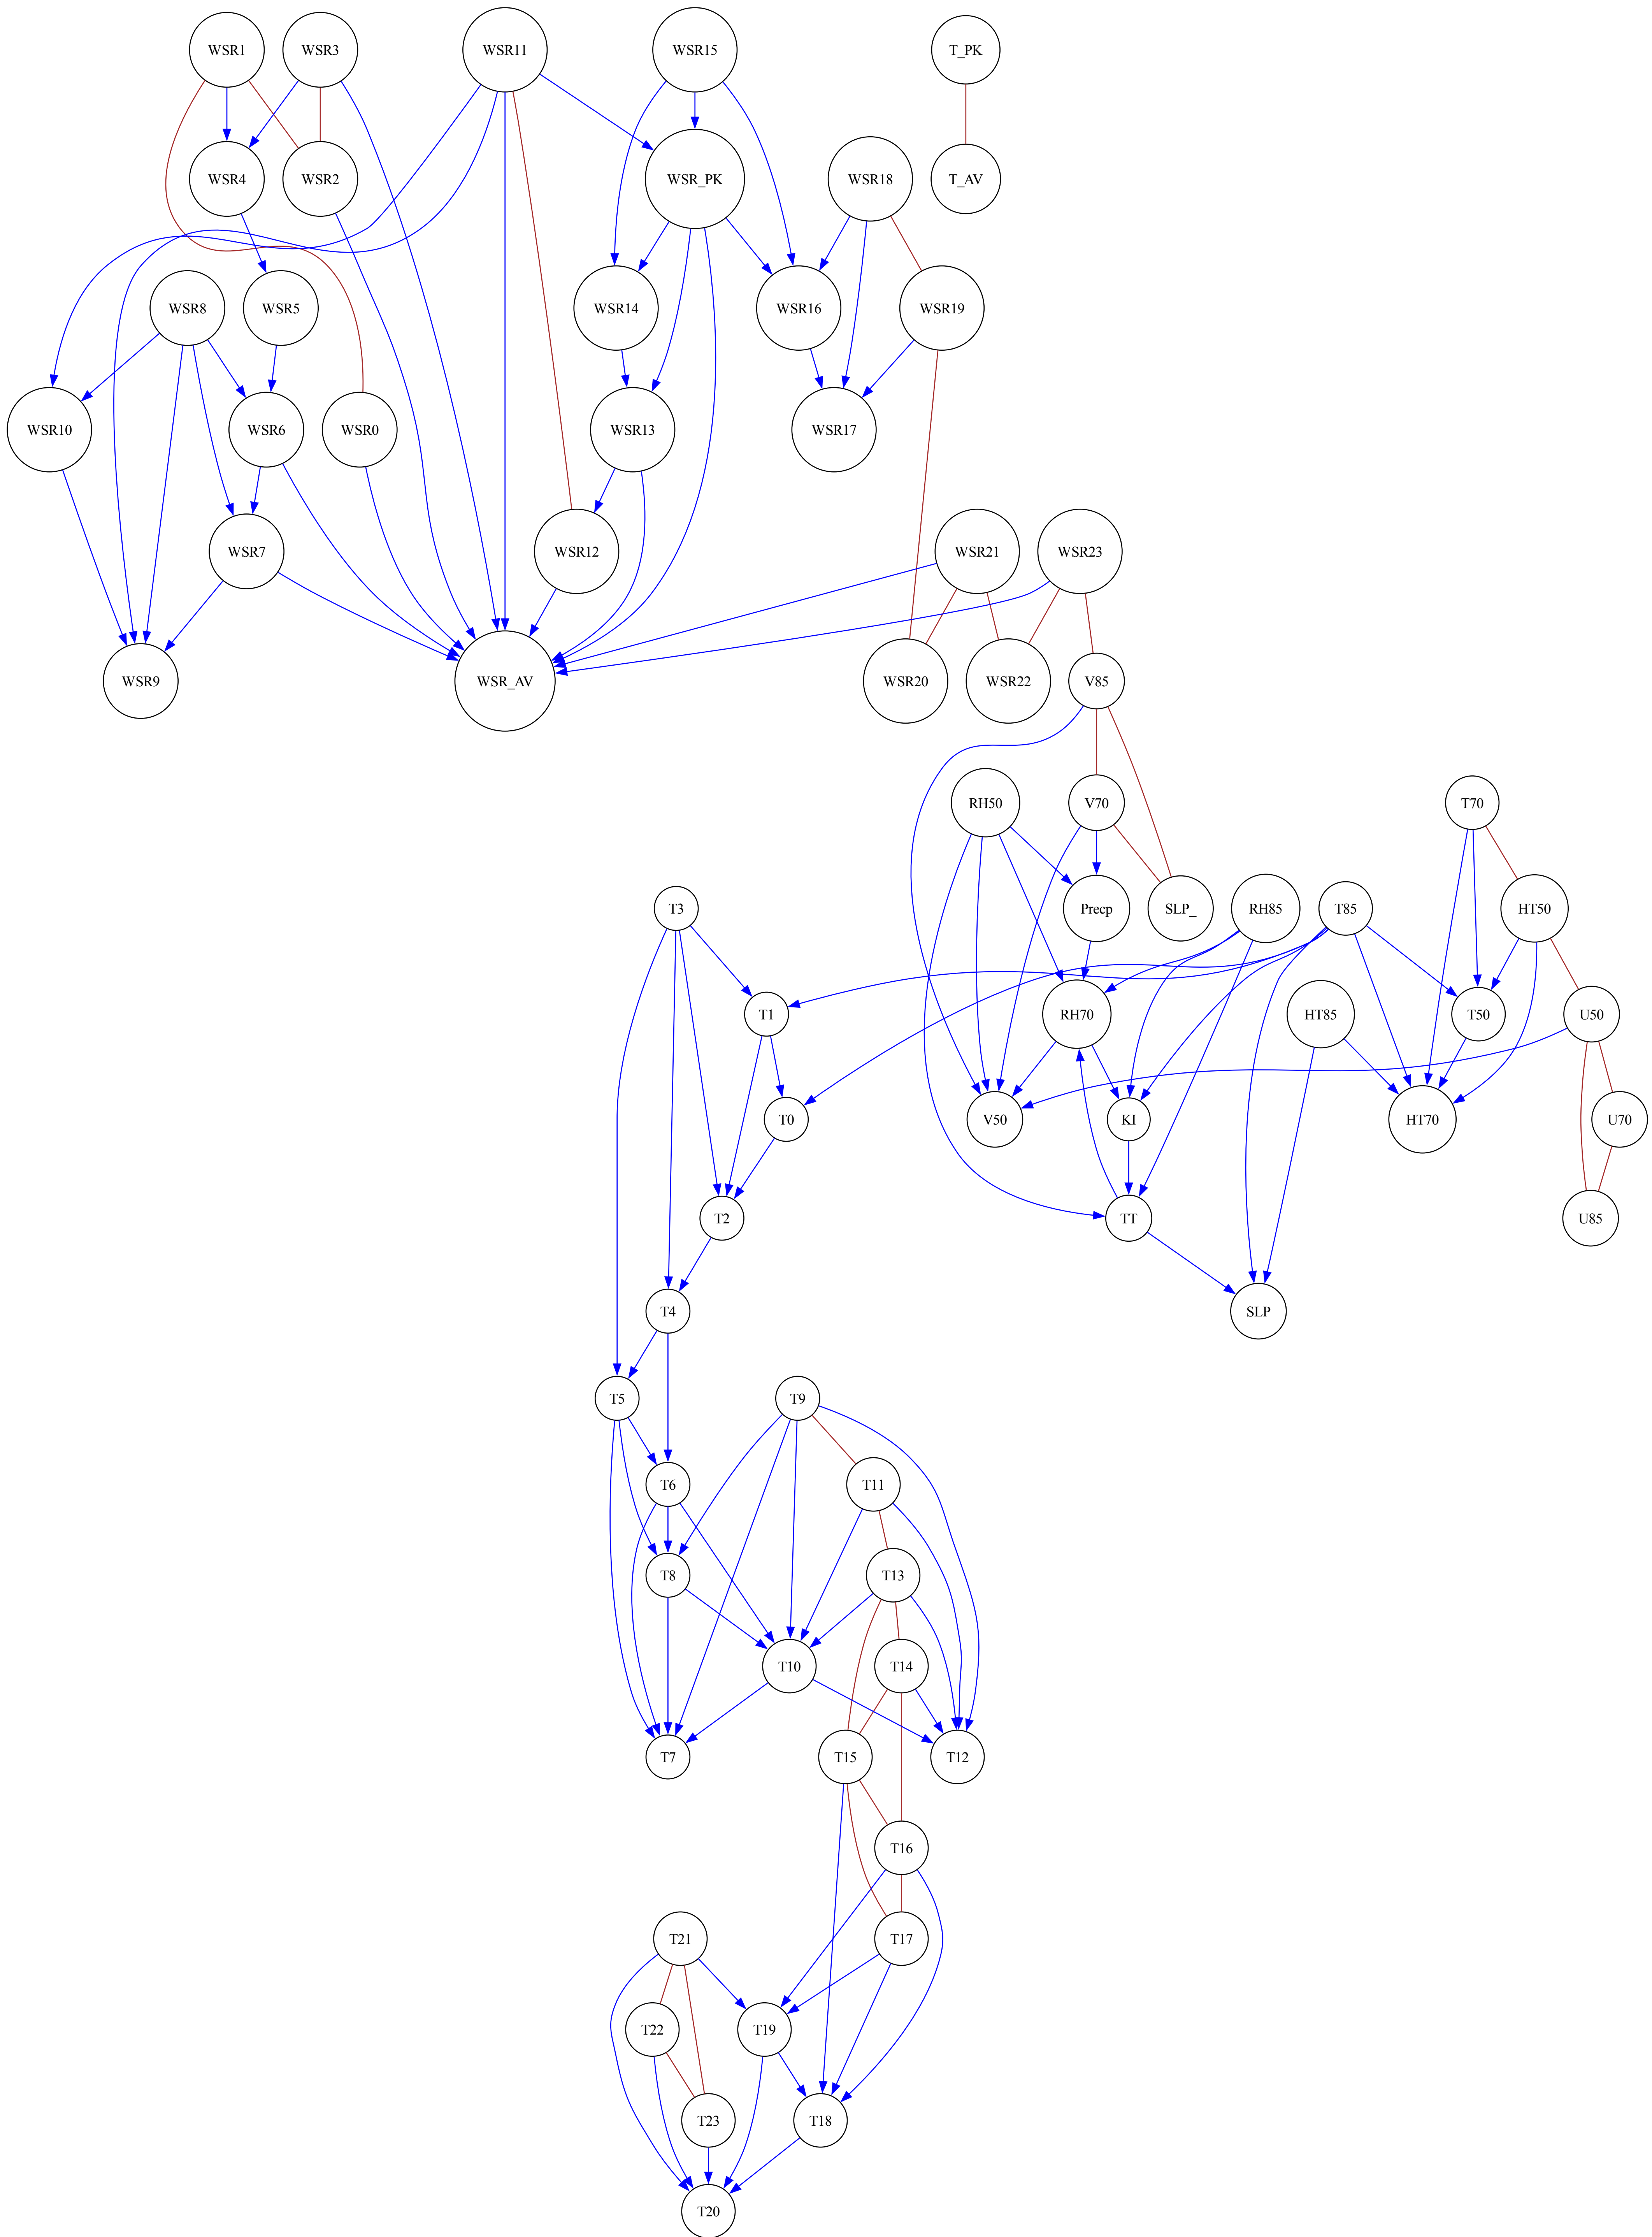 WSR1
WSR3
WSR11
WSR15
T_PK
WSR4
WSR2
WSR_PK
WSR18
T_AV
WSR8
WSR5
WSR14
WSR16
WSR19
WSR10
WSR6
WSR0
WSR13
WSR17
WSR7
WSR12
WSR21
WSR23
WSR9
WSR_AV
WSR20
WSR22
V85
RH50
V70
T70
T3
Precp
SLP_
RH85
T85
HT50
T1
RH70
HT85
T50
U50
T0
V50
KI
HT70
U70
T2
TT
U85
T4
SLP
T5
T9
T6
T11
T8
T13
T10
T14
T7
T15
T12
T16
T21
T17
T22
T19
T23
T18
T20